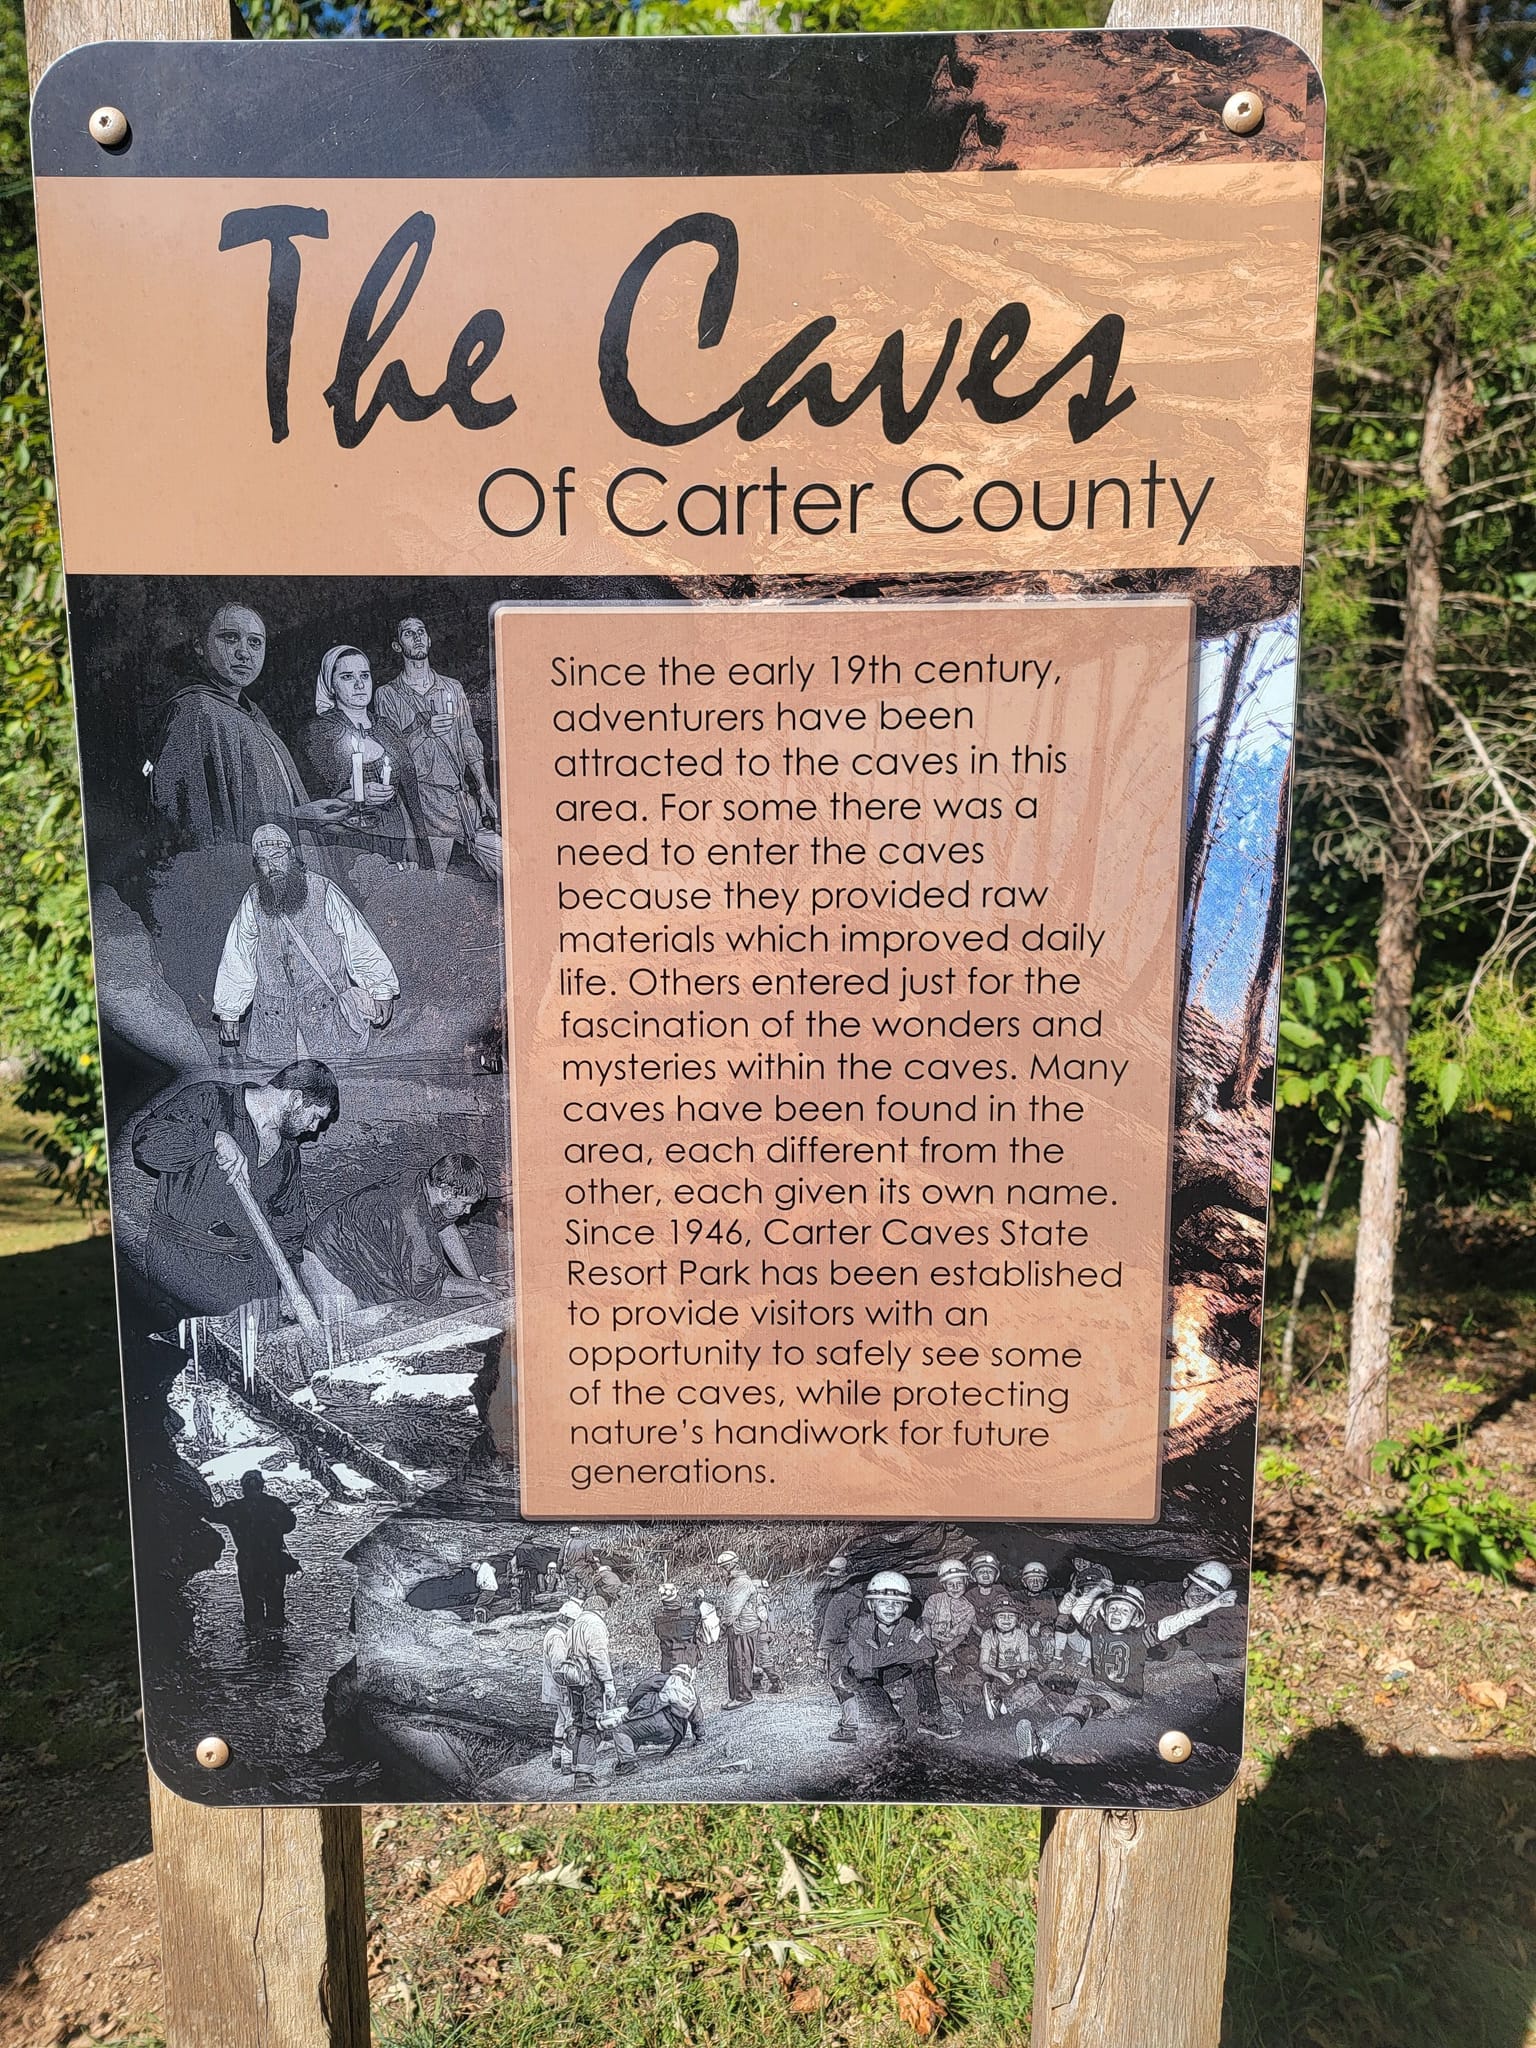 The Caves
Of Carter County
Since the early 19th century,
adventurers have been
attracted to the caves in this
area. For some there was a
need to enter the caves
because they provided raw
materials which improved daily
life. Others entered just for the
fascination of the wonders and
mysteries within the caves. Many
caves have been found in the
area, each different from the
other, each given its own name.
Since 1946, Carter Caves State
Resort Park has been established
to provide visitors with an
opportunity to safely see some
of the caves, while protecting
nature's handiwork for future
generations.
13